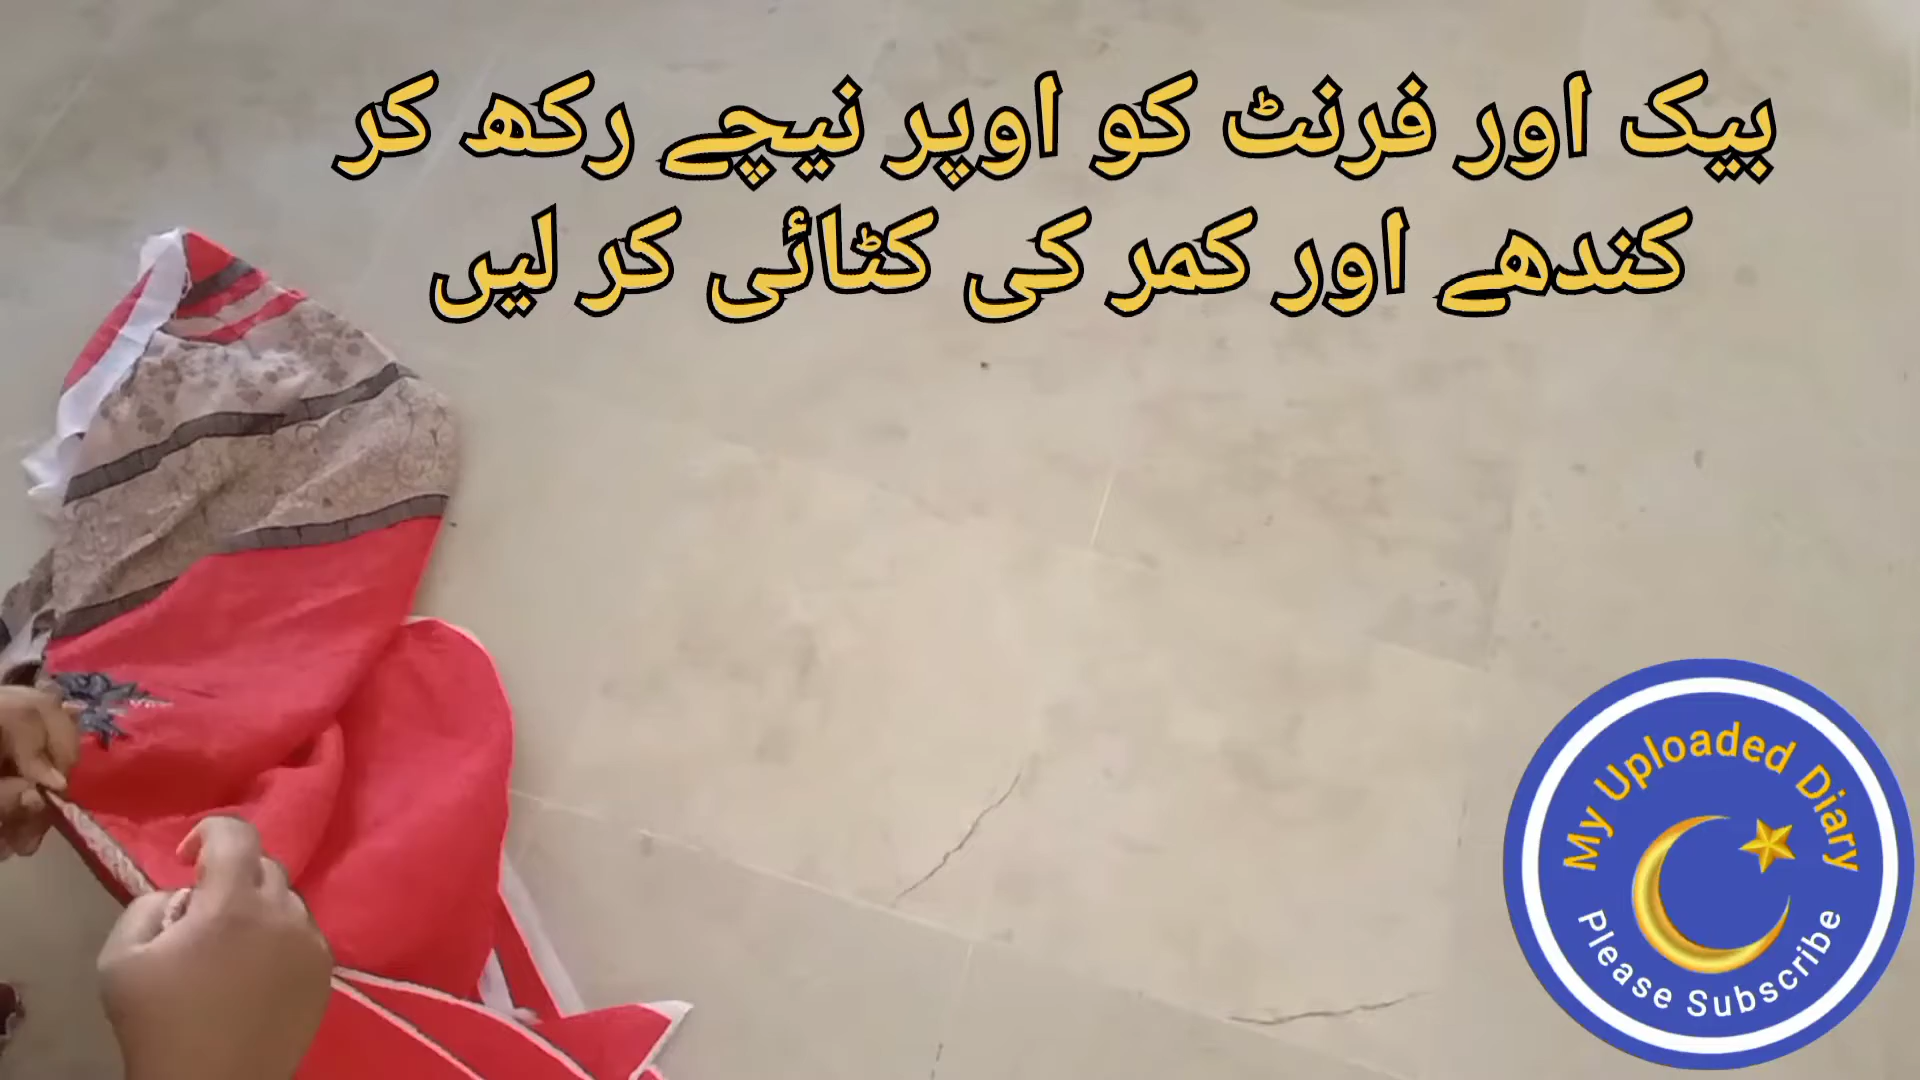 بیک اور فرنٹ کو اوپر نیچے رکھ کر
کندھے اور کمر کی کٹائی کر لیں
My Uploaded Diary
Please Subscribe